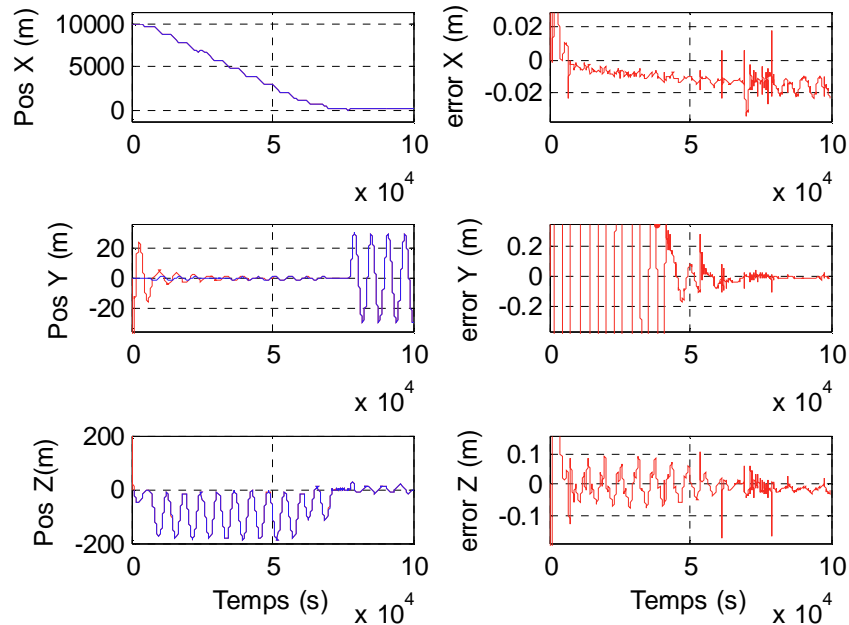 Pos X (m)
10000
5000
0
0
5
10
x 10^4
error X (m)
0.02
0
-0.02
0
5
10
x 10^4
Pos Y (m)
20
0
-20
0
5
10
x 10^4
error Y (m)
0.2
0
-0.2
0
5
10
x 10^4
Pos Z(m)
200
0
-200
0
5
10
Temps (s)
x 10^4
error Z (m)
0.1
0
-0.1
0
5
10
Temps (s)
x 10^4